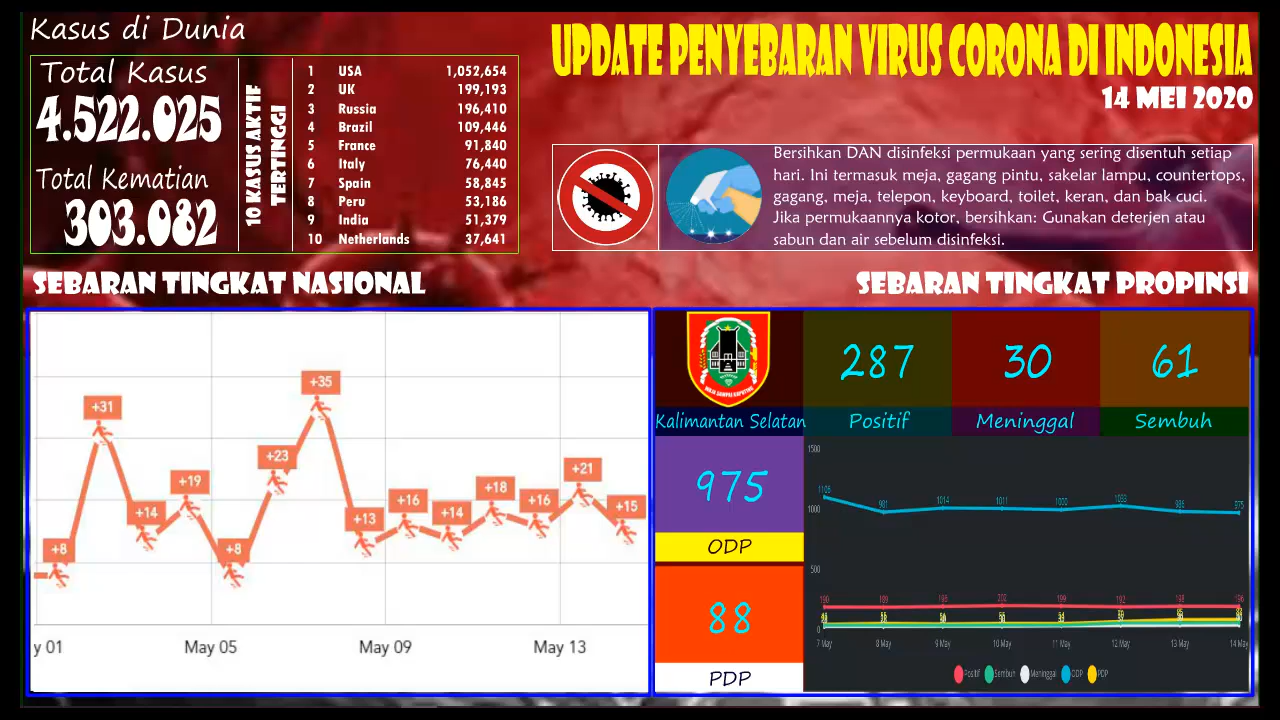 Kasus di Dunia
Total Kasus
4.522.025
Total Kematian
303.082
10 KASUS AKTIF
TERTINGGI
1 USA 1,052,654
2 UK 199,193
3 Russia 196,410
4 Brazil 109,446
5 France 91,840
6 Italy 76,440
7 Spain 58,845
8 Peru 53,186
9 India 51,379
10 Netherlands 37,641
UPDATE PENYEBARAN VIRUS CORONA DI INDONESIA
14 MEI 2020
Bersihkan DAN disinfeksi permukaan yang sering disentuh setiap
hari. Ini termasuk meja, gagang pintu, sakelar lampu, countertops,
gagang, meja, telepon, keyboard, toilet, keran, dan bak cuci.
Jika permukaannya kotor, bersihkan: Gunakan deterjen atau
sabun dan air sebelum disinfeksi.
SEBARAN TINGKAT NASIONAL
+8
+31
+14
+19
+8
+23
+35
+13
+16
+14
+18
+16
+21
+15
y 01 May 05 May 09 May 13
SEBARAN TINGKAT PROPINSI
Kalimantan Selatan
287
Positif
30
Meninggal
61
Sembuh
975
ODP
88
PDP
1500
1000
500
0
981 1014 1011 1000 986 975
7 May 8 May 9 May 10 May 11 May 12 May 13 May 14 May
Positif Sembuh Meninggal ODP PDP